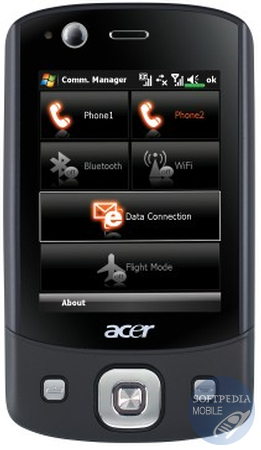 Comm. Manager ok
Phone1 Phone2
Bluetooth WiFi
Data Connection
Flight Mode
About
acer
SOFTPEDIA
MOBILE